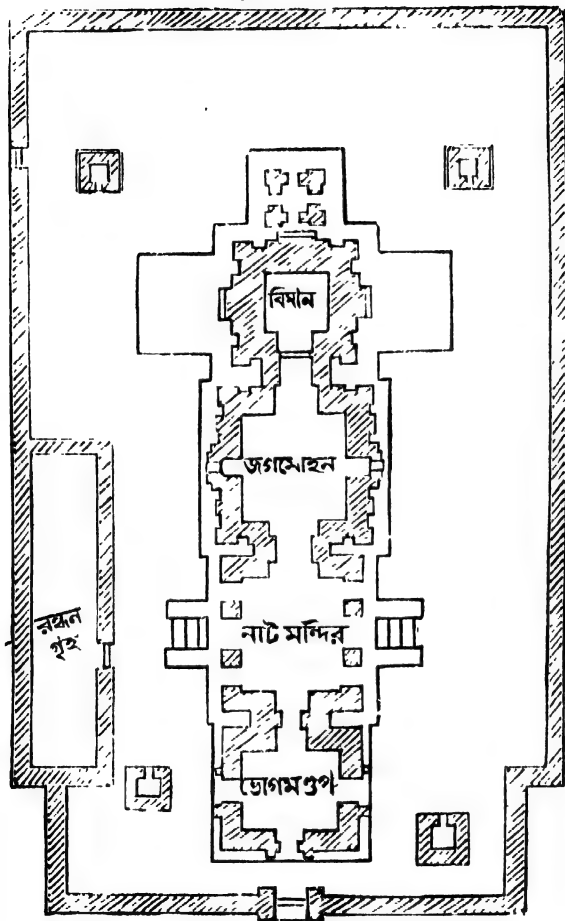 বিমান
জগমোহন
রন্ধন
গৃহ
নাট মন্দির
ভোগমণ্ডপ